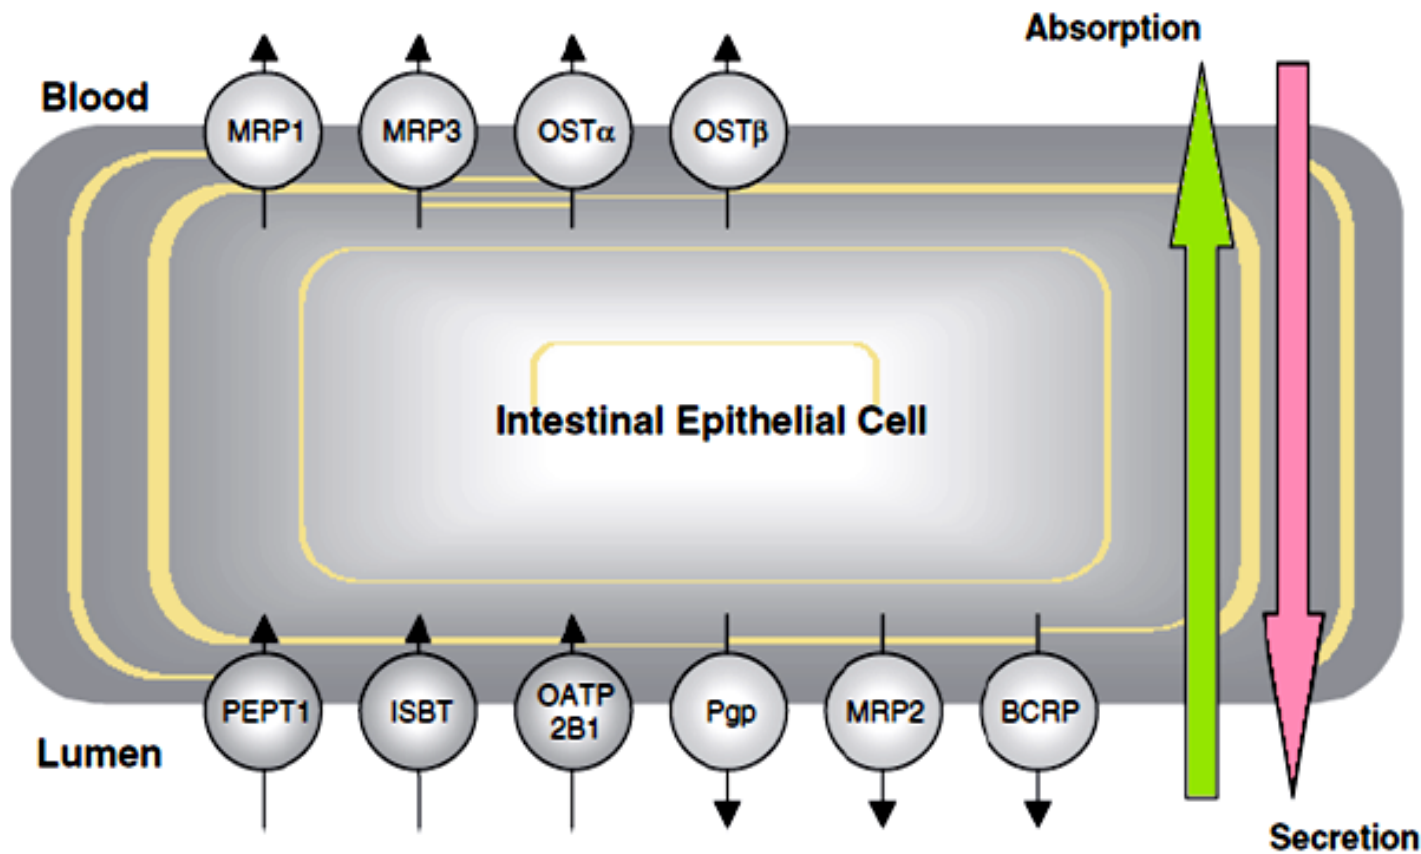 Absorption
Blood
MRP1
MRP3
OSTα
OSTβ
Intestinal Epithelial Cell
PEPT1
ISBT
OATP
2B1
Pgp
MRP2
BCRP
Lumen
Secretion